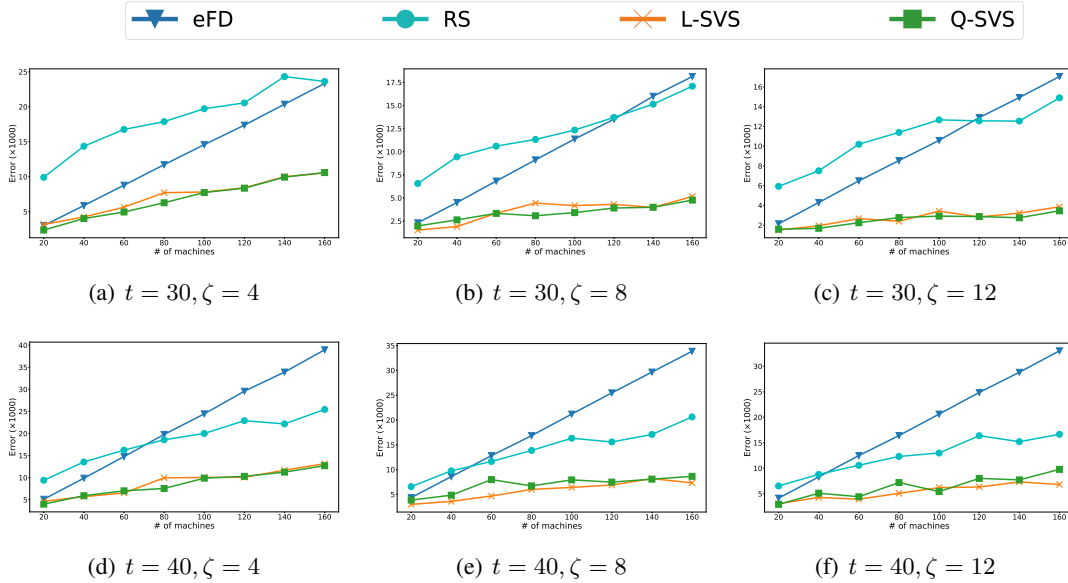 eFD RS L-SVS Q-SVS
Error (×1000)
25
20
15
10
5
20 40 60 80 100 120 140 160
# of machines
(a) t = 30, ζ = 4
Error (×1000)
17.5
15.0
12.5
10.0
7.5
5.0
2.5
20 40 60 80 100 120 140 160
# of machines
(b) t = 30, ζ = 8
Error (×1000)
16
14
12
10
8
6
4
2
20 40 60 80 100 120 140 160
# of machines
(c) t = 30, ζ = 12
Error (×1000)
40
35
30
25
20
15
10
5
20 40 60 80 100 120 140 160
# of machines
(d) t = 40, ζ = 4
Error (×1000)
35
30
25
20
15
10
5
20 40 60 80 100 120 140 160
# of machines
(e) t = 40, ζ = 8
Error (×1000)
30
25
20
15
10
5
20 40 60 80 100 120 140 160
# of machines
(f) t = 40, ζ = 12